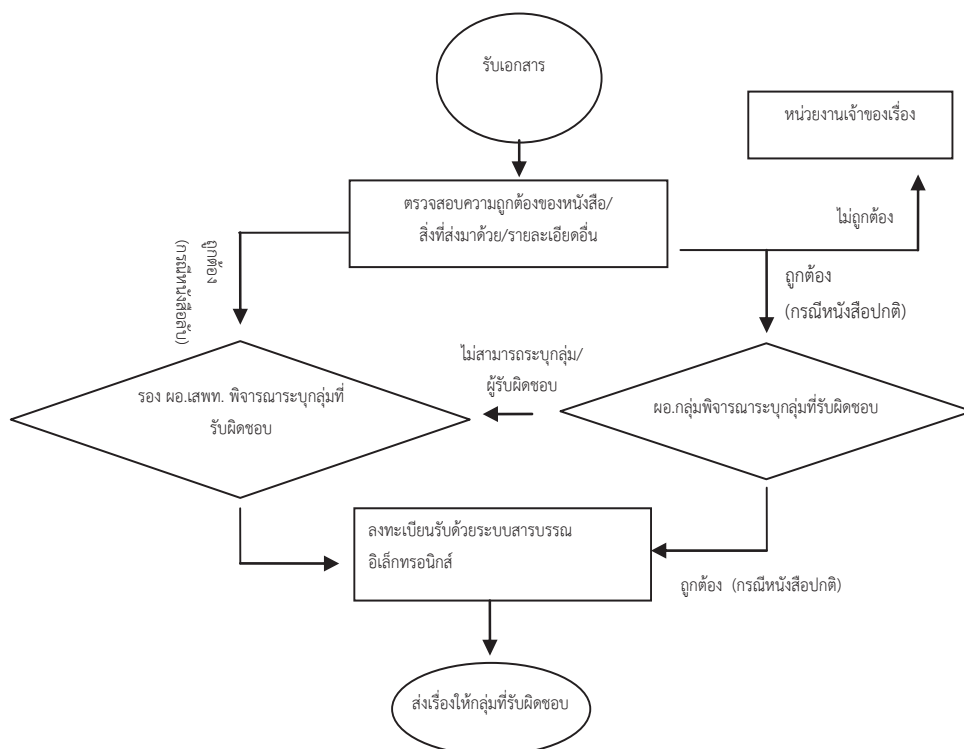 รับเอกสาร
หน่วยงานเจ้าของเรื่อง
ตรวจสอบความถูกต้องของหนังสือ/
สิ่งที่ส่งมาด้วย/รายละเอียดอื่น
ไม่ถูกต้อง
ถูกต้อง
(กรณีหนังสือลับ)
ถูกต้อง
(กรณีหนังสือปกติ)
ไม่สามารถระบุกลุ่ม/
ผู้รับผิดชอบ
รอง ผอ.เสพท. พิจารณาระบุกลุ่มที่
รับผิดชอบ
ผอ.กลุ่มพิจารณาระบุกลุ่มที่รับผิดชอบ
ลงทะเบียนรับด้วยระบบสารบรรณ
อิเล็กทรอนิกส์
ถูกต้อง (กรณีหนังสือปกติ)
ส่งเรื่องให้กลุ่มที่รับผิดชอบ